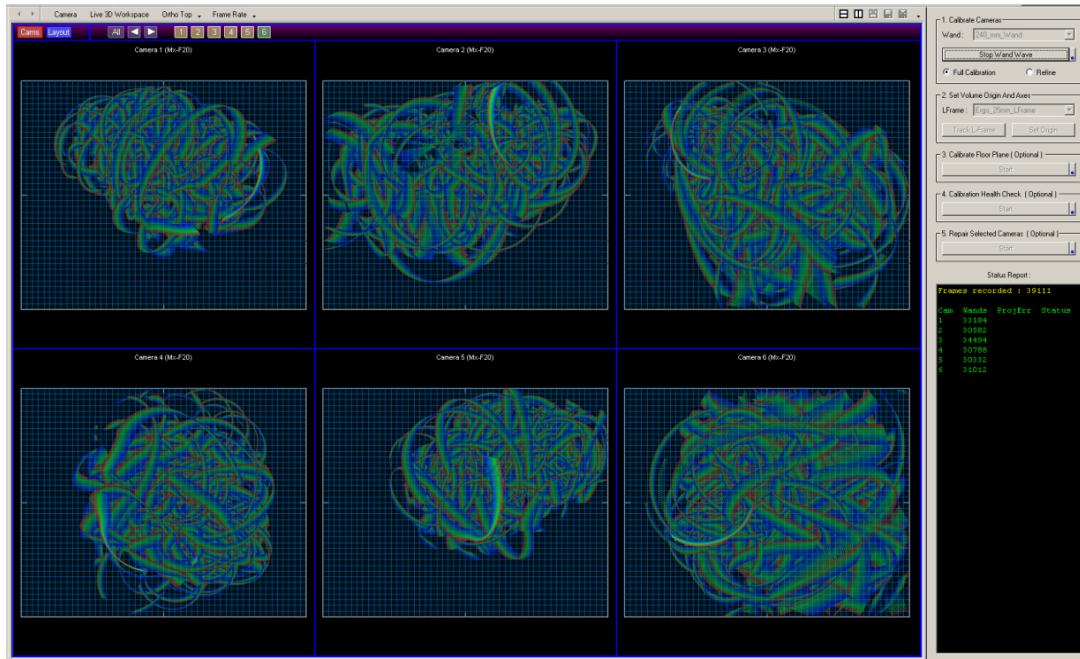 Camera Live 3D Workspace Ortho Top Frame Rate
Cams Layout All 1 2 3 4 5 6
Camera 1 (Mx-F20)
Camera 2 (Mx-F20)
Camera 3 (Mx-F20)
Camera 4 (Mx-F20)
Camera 5 (Mx-F20)
Camera 6 (Mx-F20)
1. Calibrate Cameras
Wand : 240_mm_Wand
Stop Wand Wave
Full Calibration Refine
2. Set Volume Origin And Axes
LFrame : Ergo_25mm_LFrame
Track L-Frame Set Origin
3. Calibrate Floor Plane ( Optional )
Start
4. Calibration Health Check ( Optional )
Start
5. Repair Selected Cameras ( Optional )
Start
Status Report :
Frames recorded : 39111
Cam Wands ProjErr Status
1 33184
2 30582
3 34494
4 30788
5 30332
6 31012